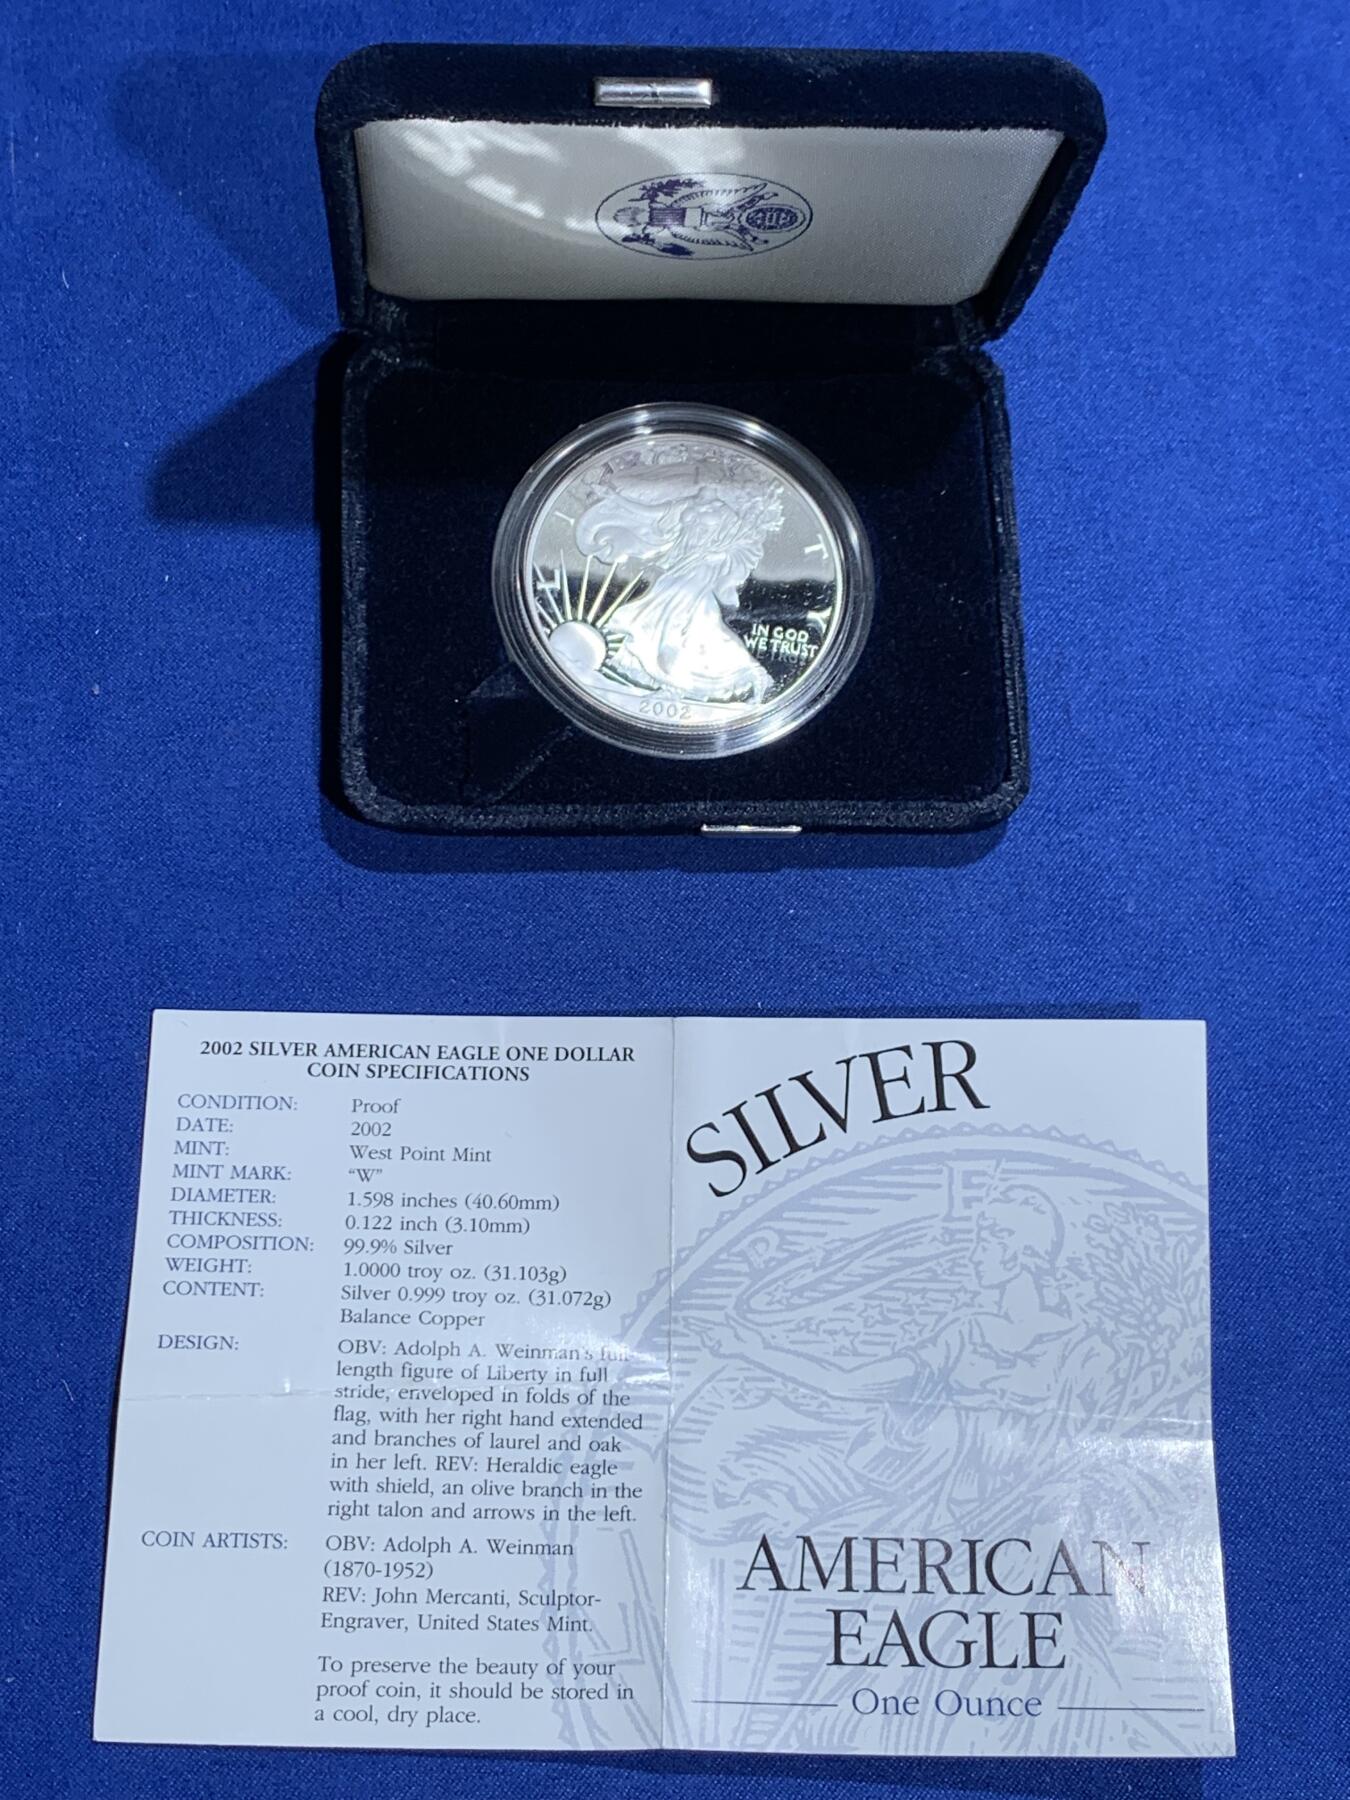 L I B E R T Y
IN GOD
WE TRUST
2002
2002 SILVER AMERICAN EAGLE ONE DOLLAR
COIN SPECIFICATIONS
CONDITION: Proof
DATE: 2002
MINT: West Point Mint
MINT MARK: “W”
DIAMETER: 1.598 inches (40.60mm)
THICKNESS: 0.122 inch (3.10mm)
COMPOSITION: 99.9% Silver
WEIGHT: 1.0000 troy oz. (31.103g)
CONTENT: Silver 0.999 troy oz. (31.072g)
Balance Copper
DESIGN: OBV: Adolph A. Weinman's full-
length figure of Liberty in full
stride, enveloped in folds of the
flag, with her right hand extended
and branches of laurel and oak
in her left. REV: Heraldic eagle
with shield, an olive branch in the
right talon and arrows in the left.
COIN ARTISTS: OBV: Adolph A. Weinman
(1870-1952)
REV: John Mercanti, Sculptor-
Engraver, United States Mint.
To preserve the beauty of your
proof coin, it should be stored in
a cool, dry place.
SILVER
AMERICAN
EAGLE
One Ounce